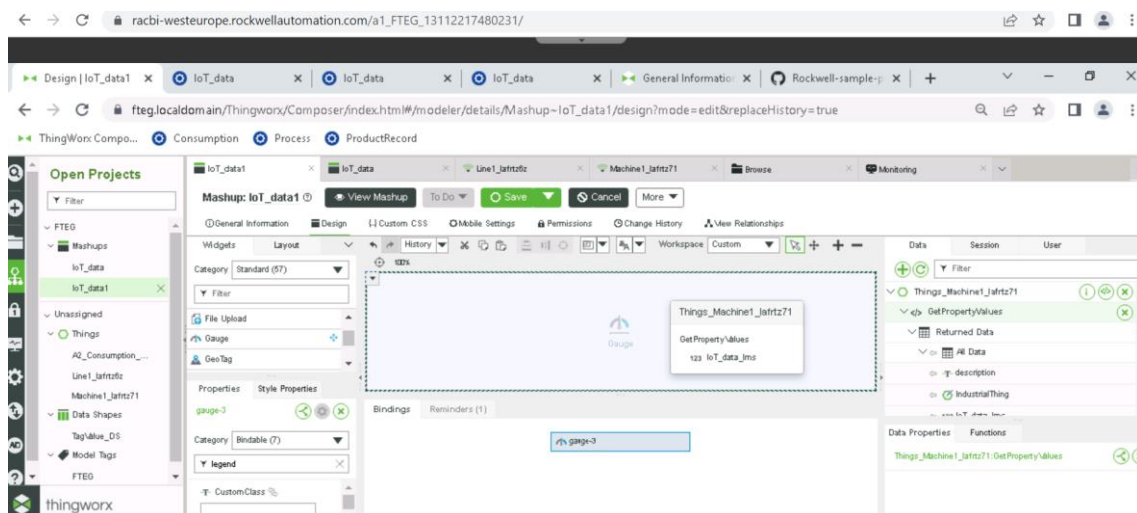 racbi-westeurope.rockwellautomation.com/a1_FTEG_13112217480231/
Design | IoT_data1
IoT_data
IoT_data
IoT_data
General Information
Rockwell-sample-p
fteg.localdomain/Thingworx/Composer/index.html#/modeler/details/Mashup~IoT_data1/design?mode=edit&replaceHistory=true
ThingWorx Compo...
Consumption
Process
ProductRecord
Open Projects
Filter
FTEG
Mashups
IoT_data
IoT_data1
Unassigned
Things
A2_Consumption_...
Line1_lafrtz6z
Machine1_lafrtz71
Data Shapes
TagValue_DS
Model Tags
FTEG
thingworx
IoT_data1
IoT_data
Line1_lafrtz6z
Machine1_lafrtz71
Browse
Monitoring
Mashup: IoT_data1
View Mashup
To Do
Save
Cancel
More
General Information
Design
Custom CSS
Mobile Settings
Permissions
Change History
View Relationships
Widgets
Layout
Category
Standard (57)
Filter
File Upload
Gauge
GeoTag
Properties
Style Properties
gauge-3
Category
Bindable (7)
legend
CustomClass
History
Workspace
Custom
100%
Gauge
Things_Machine1_lafrtz71
GetPropertyValues
123 IoT_data_Ims
Bindings
Reminders (1)
gauge-3
Data
Session
User
Filter
Things_Machine1_lafrtz71
GetPropertyValues
Returned Data
All Data
description
IndustrialThing
Data Properties
Functions
Things_Machine1_lafrtz71:GetPropertyValues